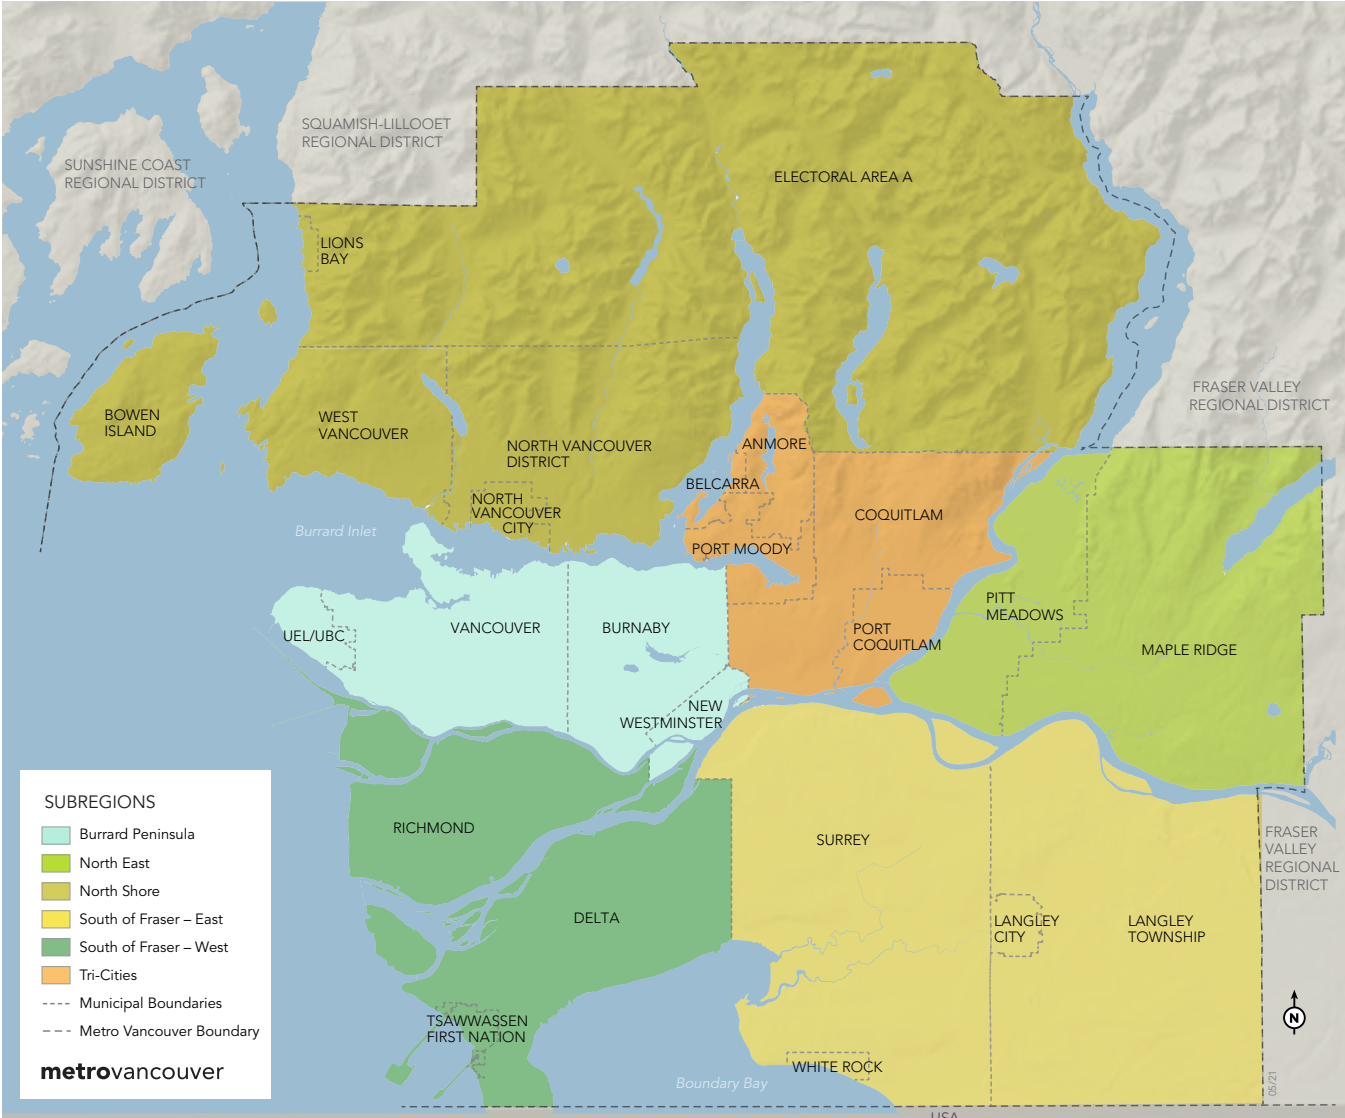 SQUAMISH-LILLOOET
REGIONAL DISTRICT
SUNSHINE COAST
REGIONAL DISTRICT
ELECTORAL AREA A
LIONS
BAY
FRASER VALLEY
REGIONAL DISTRICT
BOWEN
ISLAND
WEST
VANCOUVER
NORTH VANCOUVER
DISTRICT
ANMORE
BELCARRA
NORTH
VANCOUVER
CITY
COQUITLAM
Burrard Inlet
PORT MOODY
PITT
MEADOWS
UEL/UBC
VANCOUVER
BURNABY
PORT
COQUITLAM
MAPLE RIDGE
NEW
WESTMINSTER
RICHMOND
SURREY
FRASER
VALLEY
REGIONAL
DISTRICT
DELTA
LANGLEY
CITY
LANGLEY
TOWNSHIP
TSAWWASSEN
FIRST NATION
WHITE ROCK
Boundary Bay
USA
N
05/21
SUBREGIONS
Burrard Peninsula
North East
North Shore
South of Fraser – East
South of Fraser – West
Tri-Cities
Municipal Boundaries
Metro Vancouver Boundary
metrovancouver